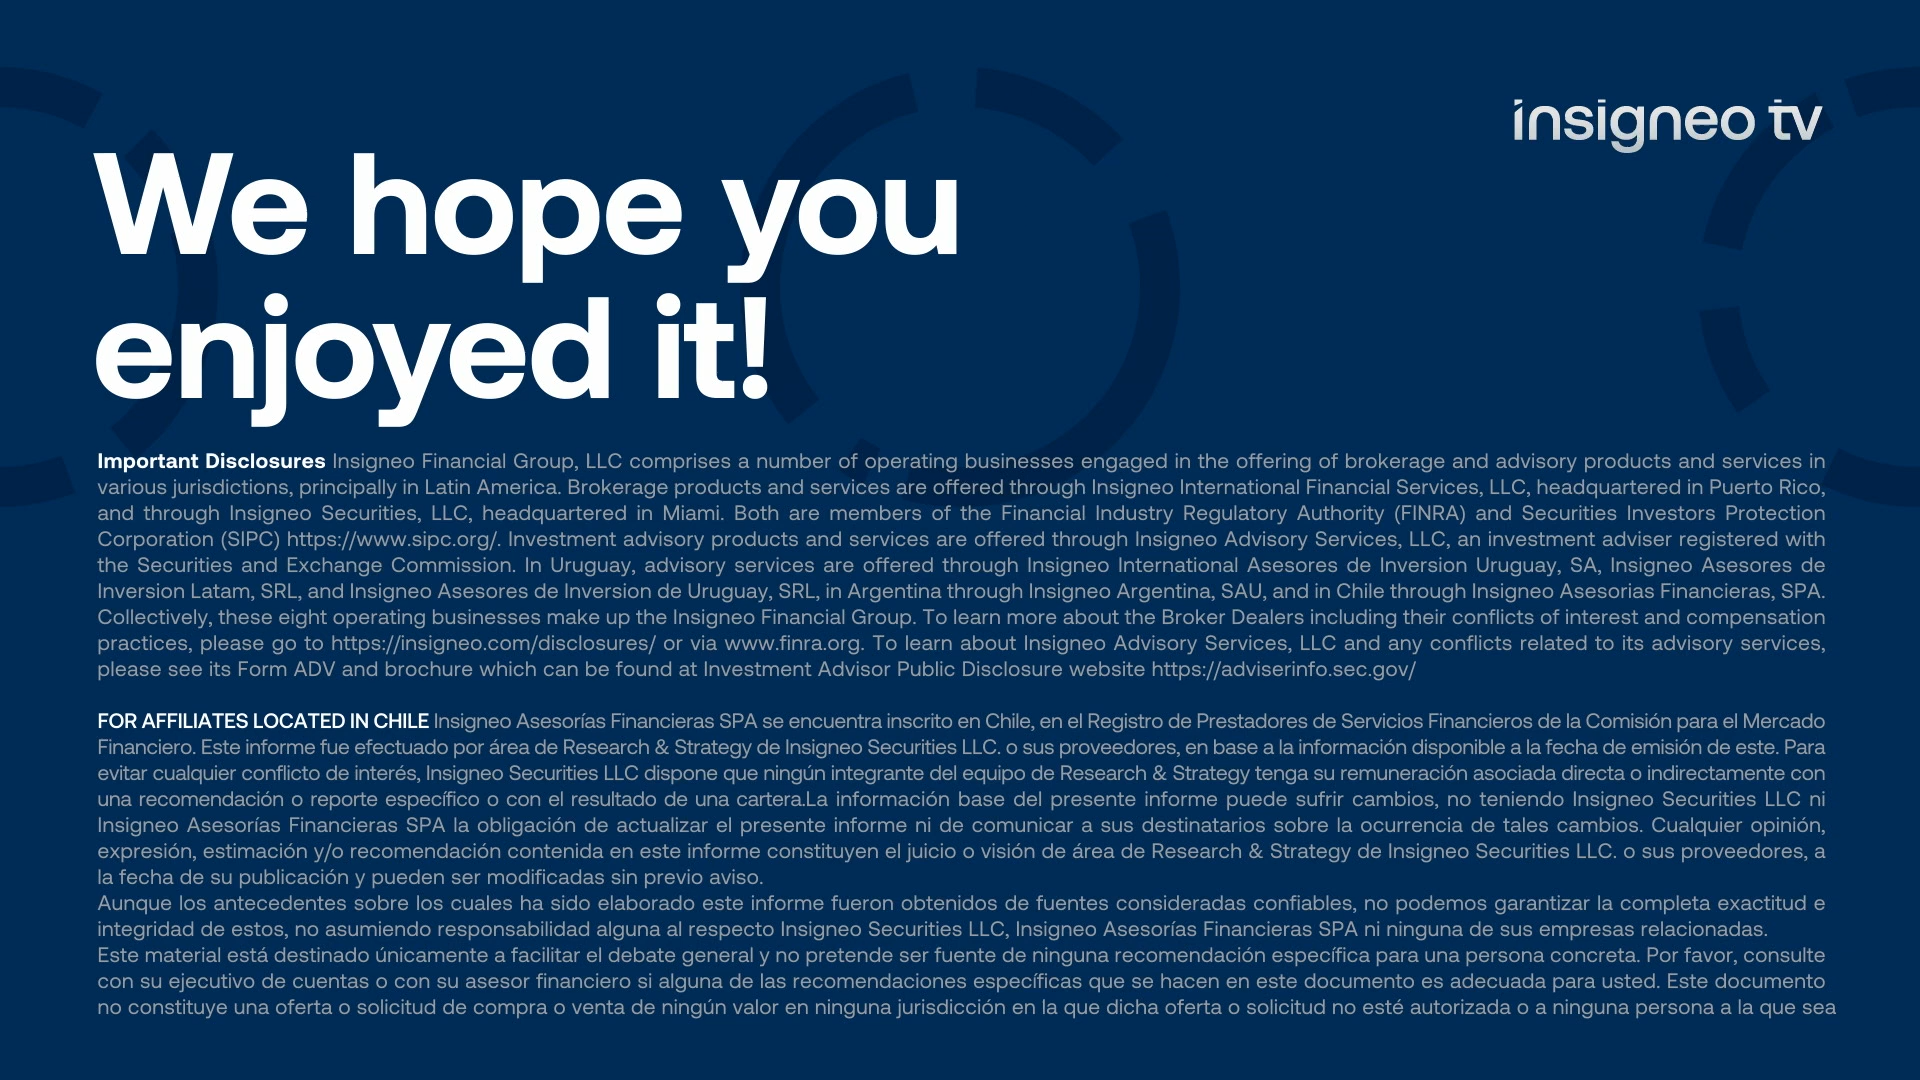 insigneo tv
We hope you
enjoyed it!
Important Disclosures Insigneo Financial Group, LLC comprises a number of operating businesses engaged in the offering of brokerage and advisory products and services in
various jurisdictions, principally in Latin America. Brokerage products and services are offered through Insigneo International Financial Services, LLC, headquartered in Puerto Rico,
and through Insigneo Securities, LLC, headquartered in Miami. Both are members of the Financial Industry Regulatory Authority (FINRA) and Securities Investors Protection
Corporation (SIPC) https://www.sipc.org/. Investment advisory products and services are offered through Insigneo Advisory Services, LLC, an investment adviser registered with
the Securities and Exchange Commission. In Uruguay, advisory services are offered through Insigneo International Asesores de Inversion Uruguay, SA, Insigneo Asesores de
Inversion Latam, SRL, and Insigneo Asesores de Inversion de Uruguay, SRL, in Argentina through Insigneo Argentina, SAU, and in Chile through Insigneo Asesorias Financieras, SPA.
Collectively, these eight operating businesses make up the Insigneo Financial Group. To learn more about the Broker Dealers including their conflicts of interest and compensation
practices, please go to https://insigneo.com/disclosures/ or via www.finra.org. To learn about Insigneo Advisory Services, LLC and any conflicts related to its advisory services,
please see its Form ADV and brochure which can be found at Investment Advisor Public Disclosure website https://adviserinfo.sec.gov/
FOR AFFILIATES LOCATED IN CHILE Insigneo Asesorías Financieras SPA se encuentra inscrito en Chile, en el Registro de Prestadores de Servicios Financieros de la Comisión para el Mercado
Financiero. Este informe fue efectuado por área de Research & Strategy de Insigneo Securities LLC. o sus proveedores, en base a la información disponible a la fecha de emisión de este. Para
evitar cualquier conflicto de interés, Insigneo Securities LLC dispone que ningún integrante del equipo de Research & Strategy tenga su remuneración asociada directa o indirectamente con
una recomendación o reporte específico o con el resultado de una cartera.La información base del presente informe puede sufrir cambios, no teniendo Insigneo Securities LLC ni
Insigneo Asesorías Financieras SPA la obligación de actualizar el presente informe ni de comunicar a sus destinatarios sobre la ocurrencia de tales cambios. Cualquier opinión,
expresión, estimación y/o recomendación contenida en este informe constituyen el juicio o visión de área de Research & Strategy de Insigneo Securities LLC. o sus proveedores, a
la fecha de su publicación y pueden ser modificadas sin previo aviso.
Aunque los antecedentes sobre los cuales ha sido elaborado este informe fueron obtenidos de fuentes consideradas confiables, no podemos garantizar la completa exactitud e
integridad de estos, no asumiendo responsabilidad alguna al respecto Insigneo Securities LLC, Insigneo Asesorías Financieras SPA ni ninguna de sus empresas relacionadas.
Este material está destinado únicamente a facilitar el debate general y no pretende ser fuente de ninguna recomendación específica para una persona concreta. Por favor, consulte
con su ejecutivo de cuentas o con su asesor financiero si alguna de las recomendaciones específicas que se hacen en este documento es adecuada para usted. Este documento
no constituye una oferta o solicitud de compra o venta de ningún valor en ninguna jurisdicción en la que dicha oferta o solicitud no esté autorizada o a ninguna persona a la que sea